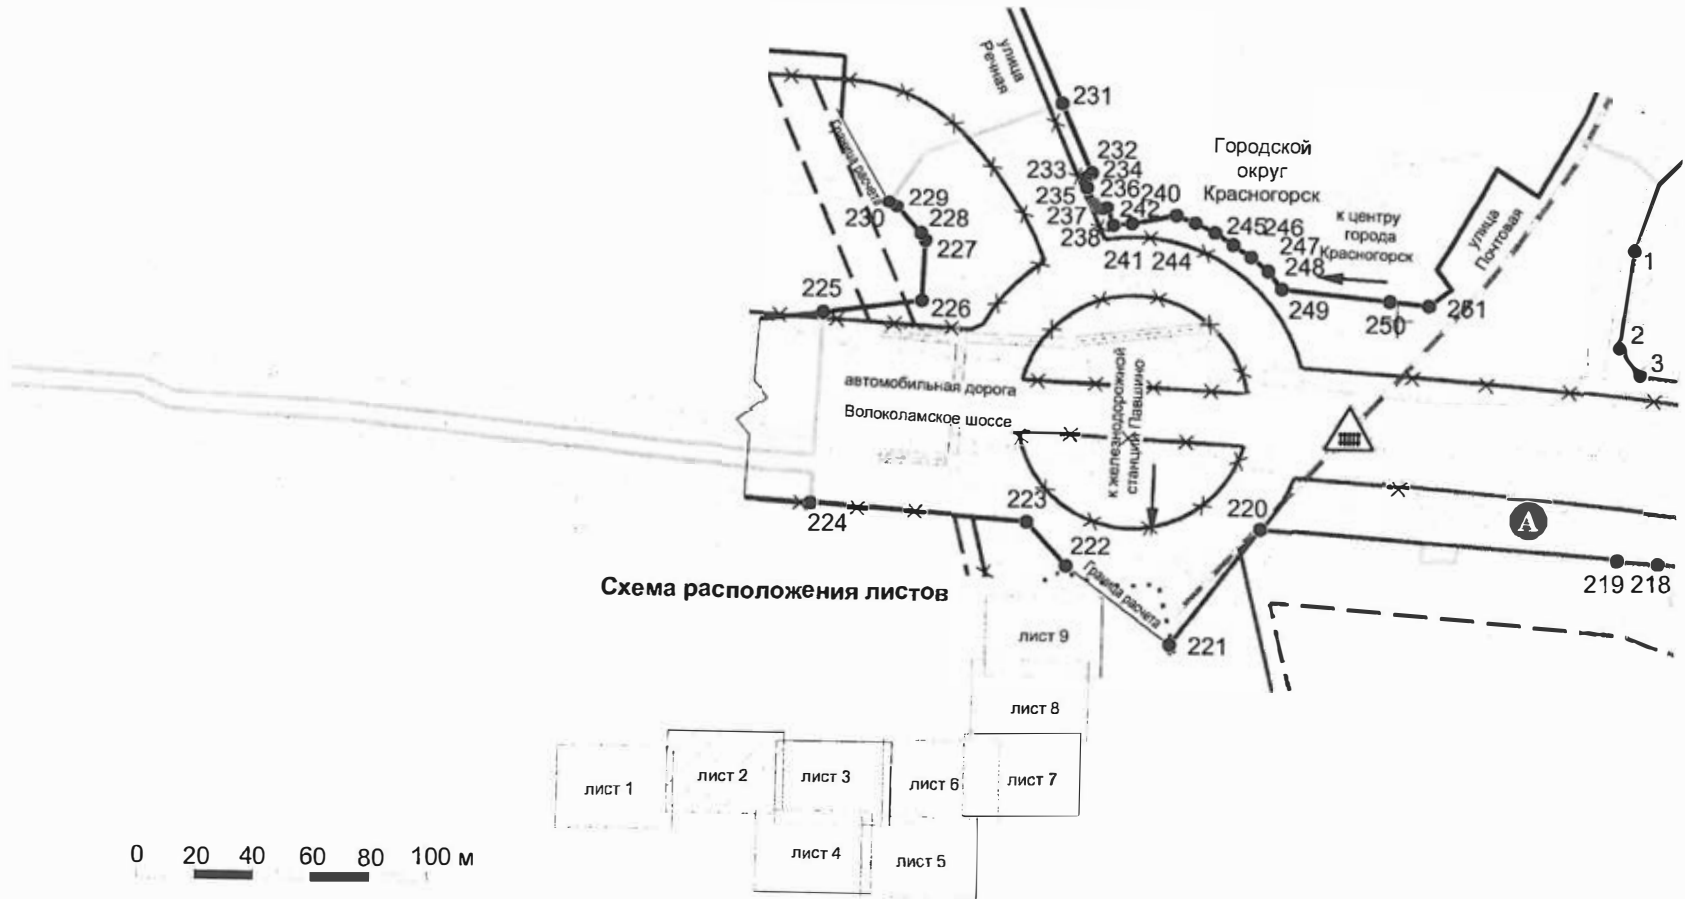 улица
Речная
231
232
233
234
235
236
240
237
242
238
241
244
Городской
округ
Красногорск
245
246
247
248
249
250
251
к центру
города
Красногорск
улица
Почтовая
1
2
3
Граница расчета
229
230
228
227
225
226
автомобильная дорога
Волоколамское шоссе
к железнодорожной
станции Павшино
224
223
222
220
221
Граница расчета
А
219
218
Схема расположения листов
лист 9
лист 8
лист 1
лист 2
лист 3
лист 6
лист 7
лист 4
лист 5
0 20 40 60 80 100 м